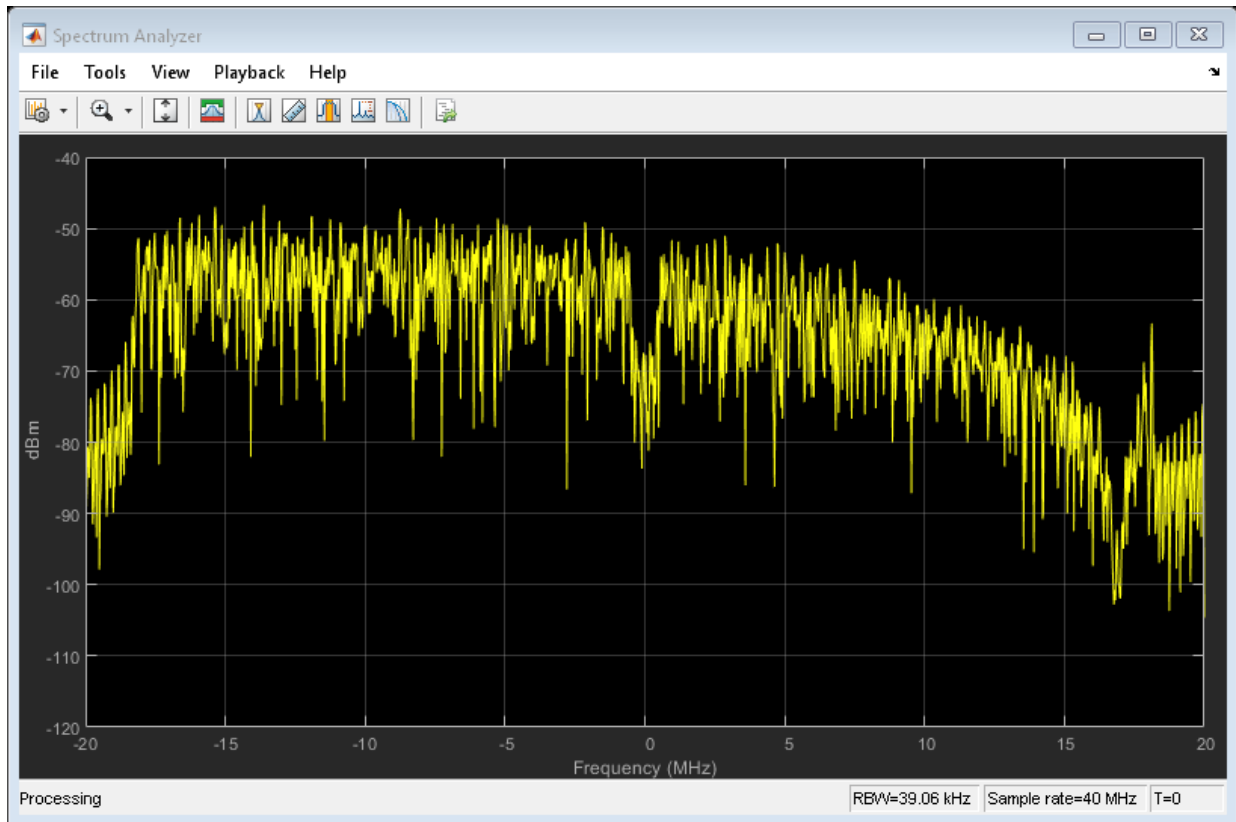 Spectrum Analyzer
File Tools View Playback Help
-40
-50
-60
-70
-80
-90
-100
-110
-120
dBm
-20 -15 -10 -5 0 5 10 15 20
Frequency (MHz)
Processing RBW=39.06 kHz Sample rate=40 MHz T=0